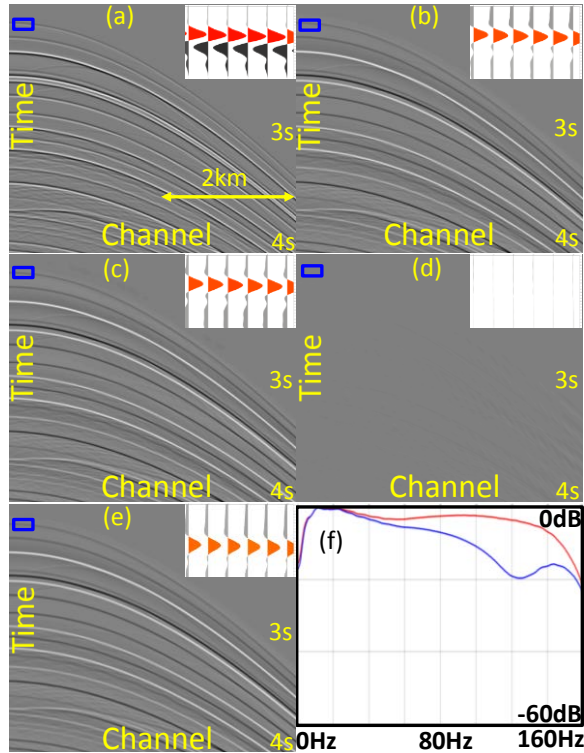 (a)
Time
3s
2km
Channel
4s
(b)
Time
3s
Channel
4s
(c)
Time
3s
Channel
4s
(d)
Time
3s
Channel
4s
(e)
Time
3s
Channel
4s
(f)
0dB
-60dB
0Hz
80Hz
160Hz